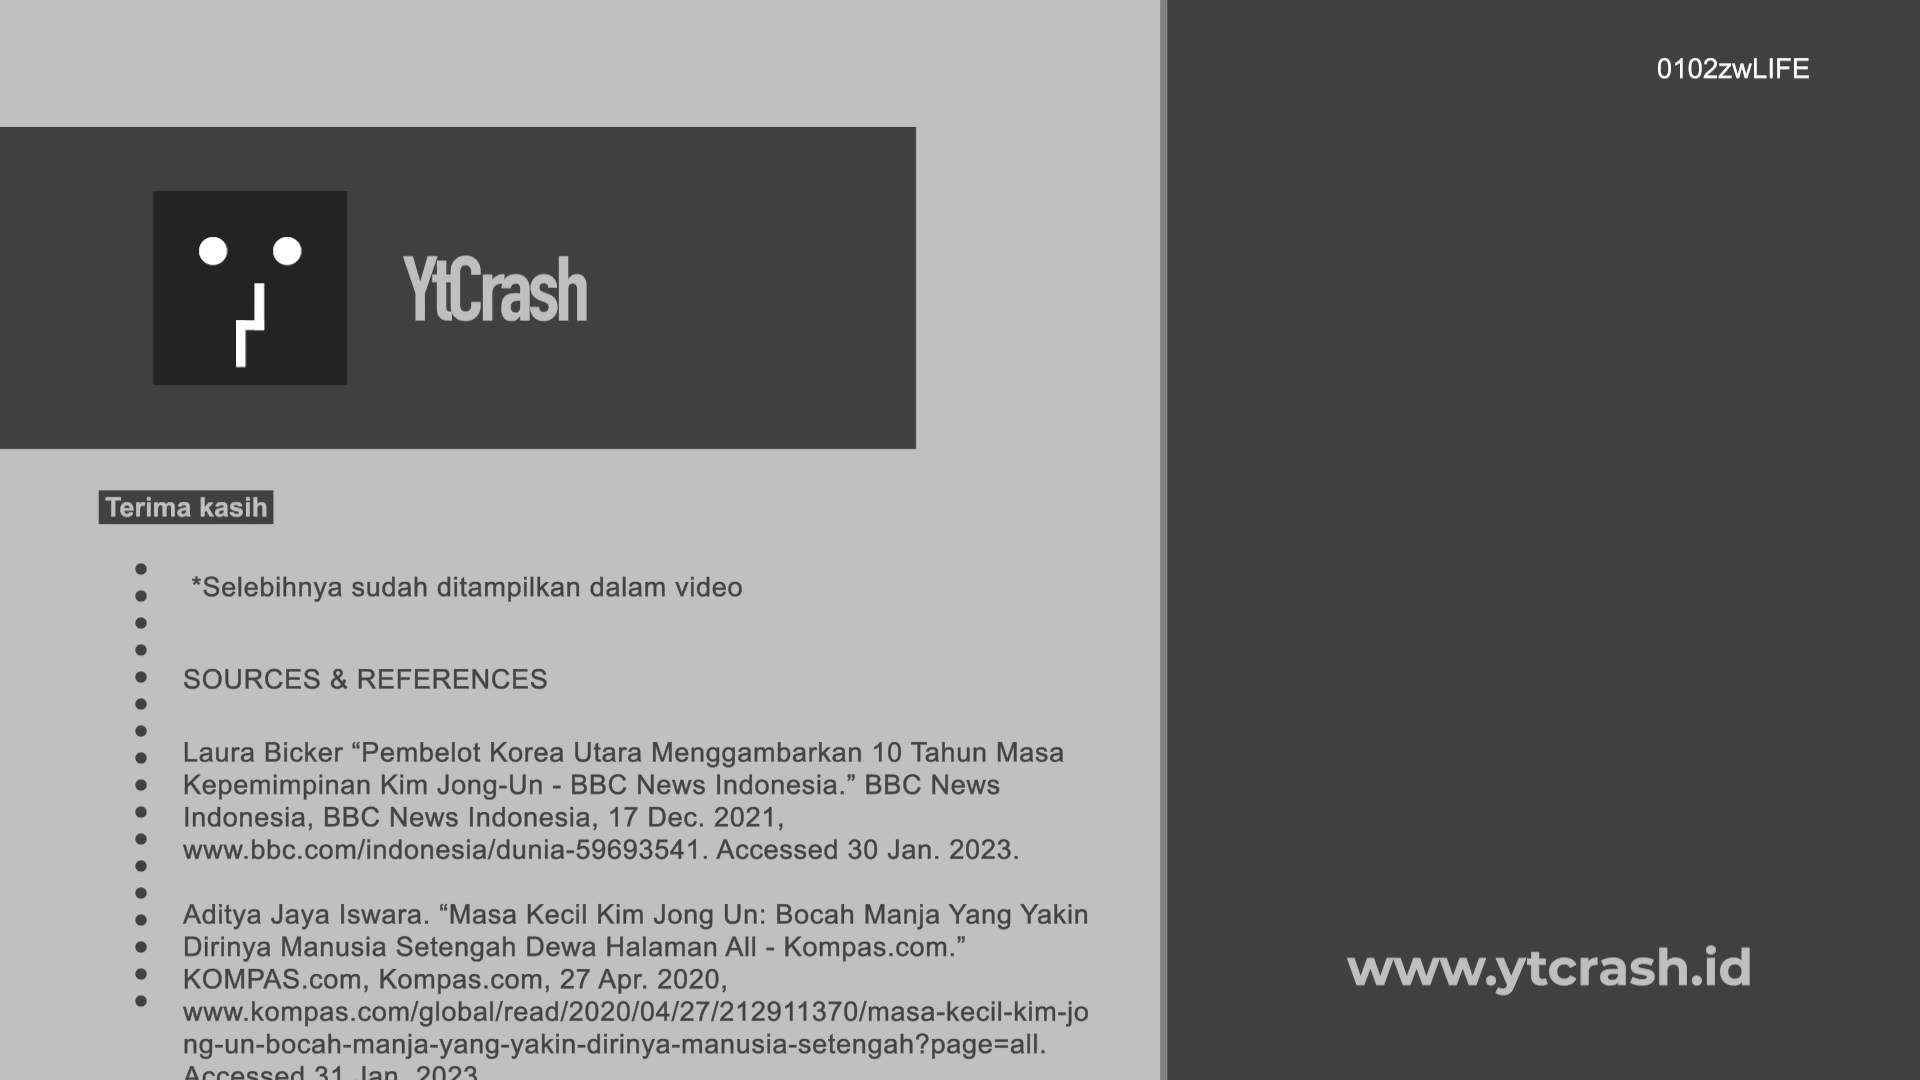 0102zwLIFE
YtCrash
Terima kasih
*Selebihnya sudah ditampilkan dalam video
SOURCES & REFERENCES
Laura Bicker “Pembelot Korea Utara Menggambarkan 10 Tahun Masa
Kepemimpinan Kim Jong-Un - BBC News Indonesia.” BBC News
Indonesia, BBC News Indonesia, 17 Dec. 2021,
www.bbc.com/indonesia/dunia-59693541. Accessed 30 Jan. 2023.
Aditya Jaya Iswara. “Masa Kecil Kim Jong Un: Bocah Manja Yang Yakin
Dirinya Manusia Setengah Dewa Halaman All - Kompas.com.”
KOMPAS.com, Kompas.com, 27 Apr. 2020,
www.kompas.com/global/read/2020/04/27/212911370/masa-kecil-kim-jo
ng-un-bocah-manja-yang-yakin-dirinya-manusia-setengah?page=all.
Accessed 31 Jan. 2023.
www.ytcrash.id